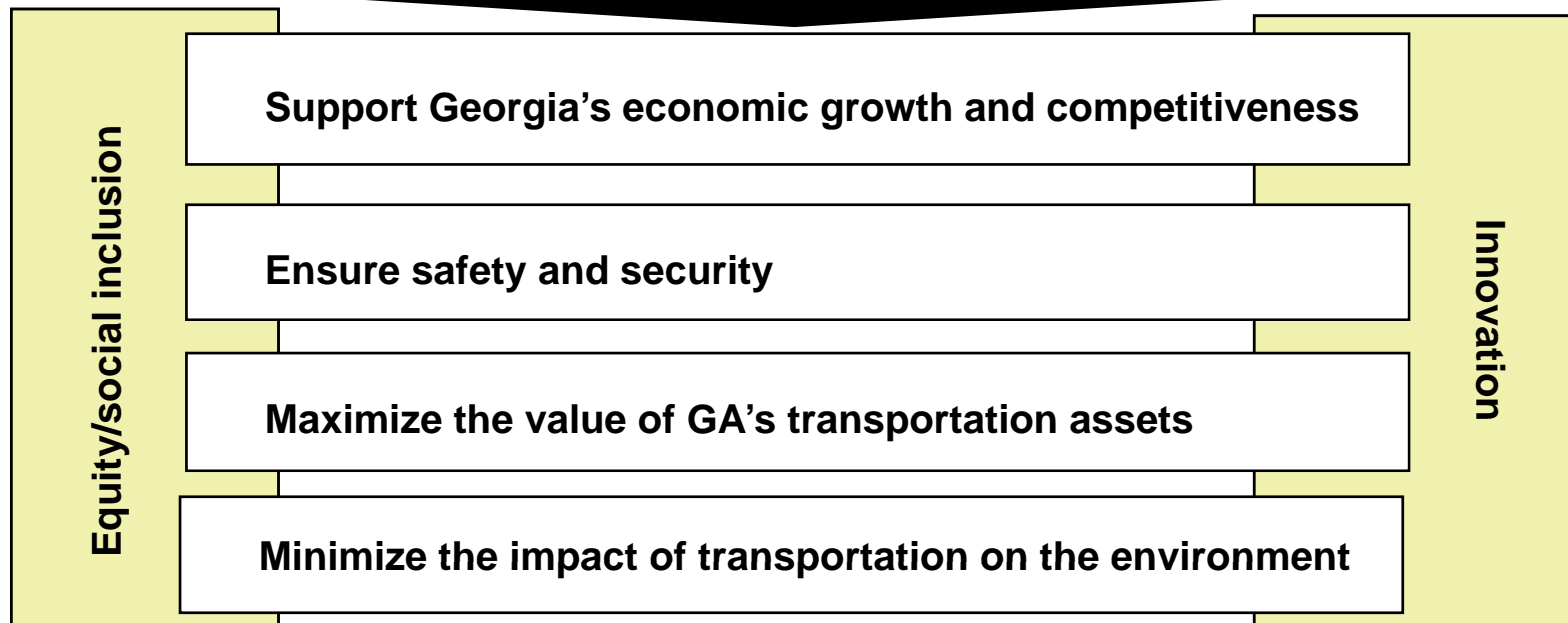 Equity/social inclusion
Support Georgia’s economic growth and competitiveness
Ensure safety and security
Maximize the value of GA’s transportation assets
Minimize the impact of transportation on the environment
Innovation